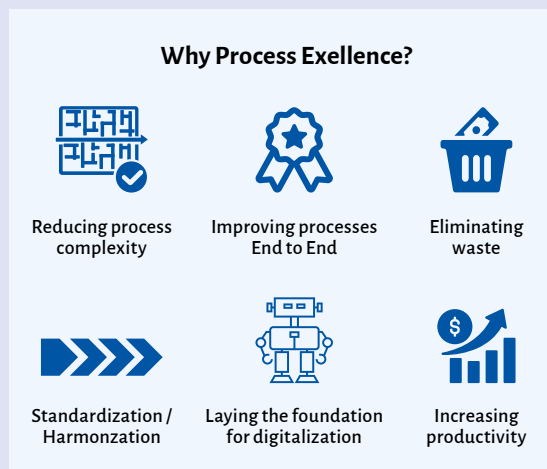 Why Process Exellence?
Reducing process
complexity
Improving processes
End to End
Eliminating
waste
$
Standardization /
Harmonzation
Laying the foundation
for digitalization
Increasing
productivity